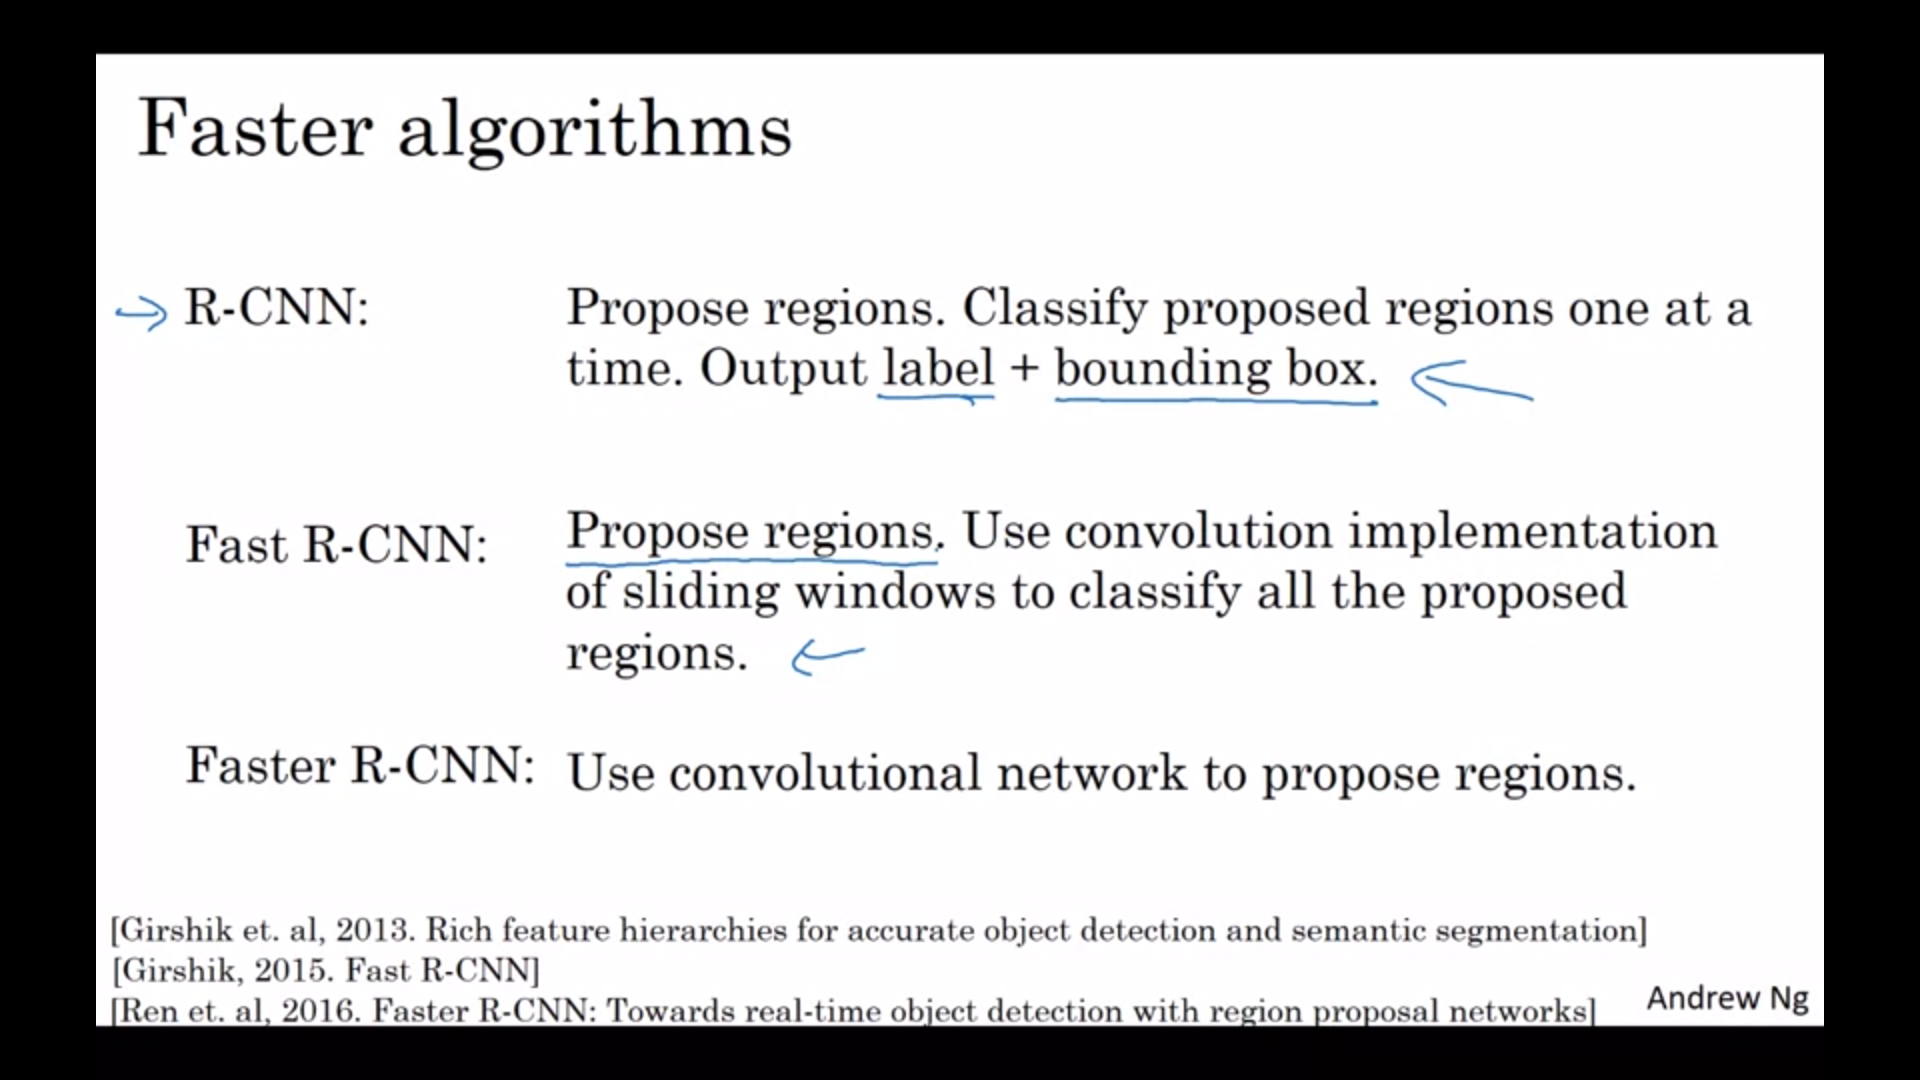 Faster algorithms
R-CNN:
Propose regions. Classify proposed regions one at a
time. Output label + bounding box.
Fast R-CNN:
Propose regions. Use convolution implementation
of sliding windows to classify all the proposed
regions.
Faster R-CNN:
Use convolutional network to propose regions.
[Girshik et. al, 2013. Rich feature hierarchies for accurate object detection and semantic segmentation]
[Girshik, 2015. Fast R-CNN]
[Ren et. al, 2016. Faster R-CNN: Towards real-time object detection with region proposal networks]
Andrew Ng